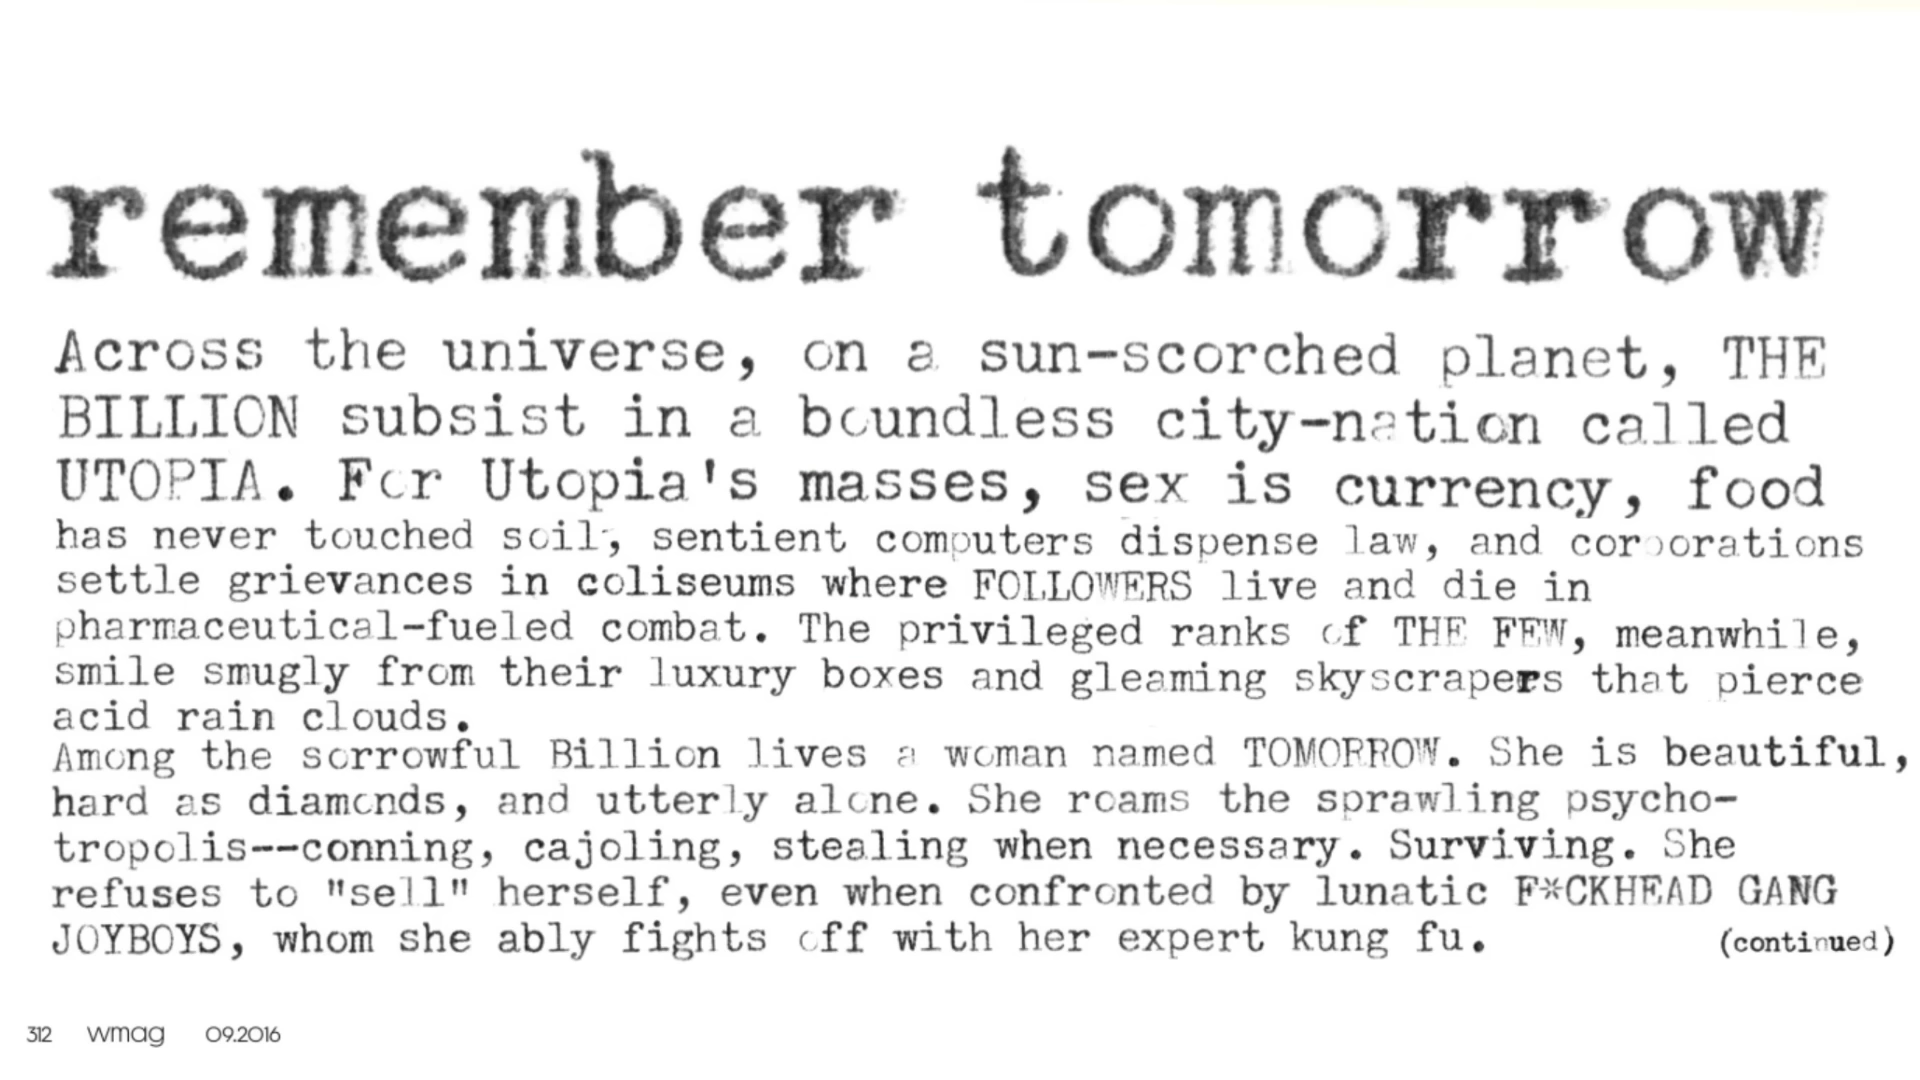 remember tomorrow
Across the universe, on a sun-scorched planet, THE
BILLION subsist in a boundless city-nation called
UTOPIA. For Utopia's masses, sex is currency, food
has never touched soil, sentient computers dispense law, and corporations
settle grievances in coliseums where FOLLOWERS live and die in
pharmaceutical-fueled combat. The privileged ranks of THE FEW, meanwhile,
smile smugly from their luxury boxes and gleaming skyscrapers that pierce
acid rain clouds.
Among the sorrowful Billion lives a woman named TOMORROW. She is beautiful,
hard as diamonds, and utterly alone. She roams the sprawling psycho-
tropolis--conning, cajoling, stealing when necessary. Surviving. She
refuses to "sell" herself, even when confronted by lunatic F*CKHEAD GANG
JOYBOYS, whom she ably fights off with her expert kung fu. (continued)
312 wmag 09.2016